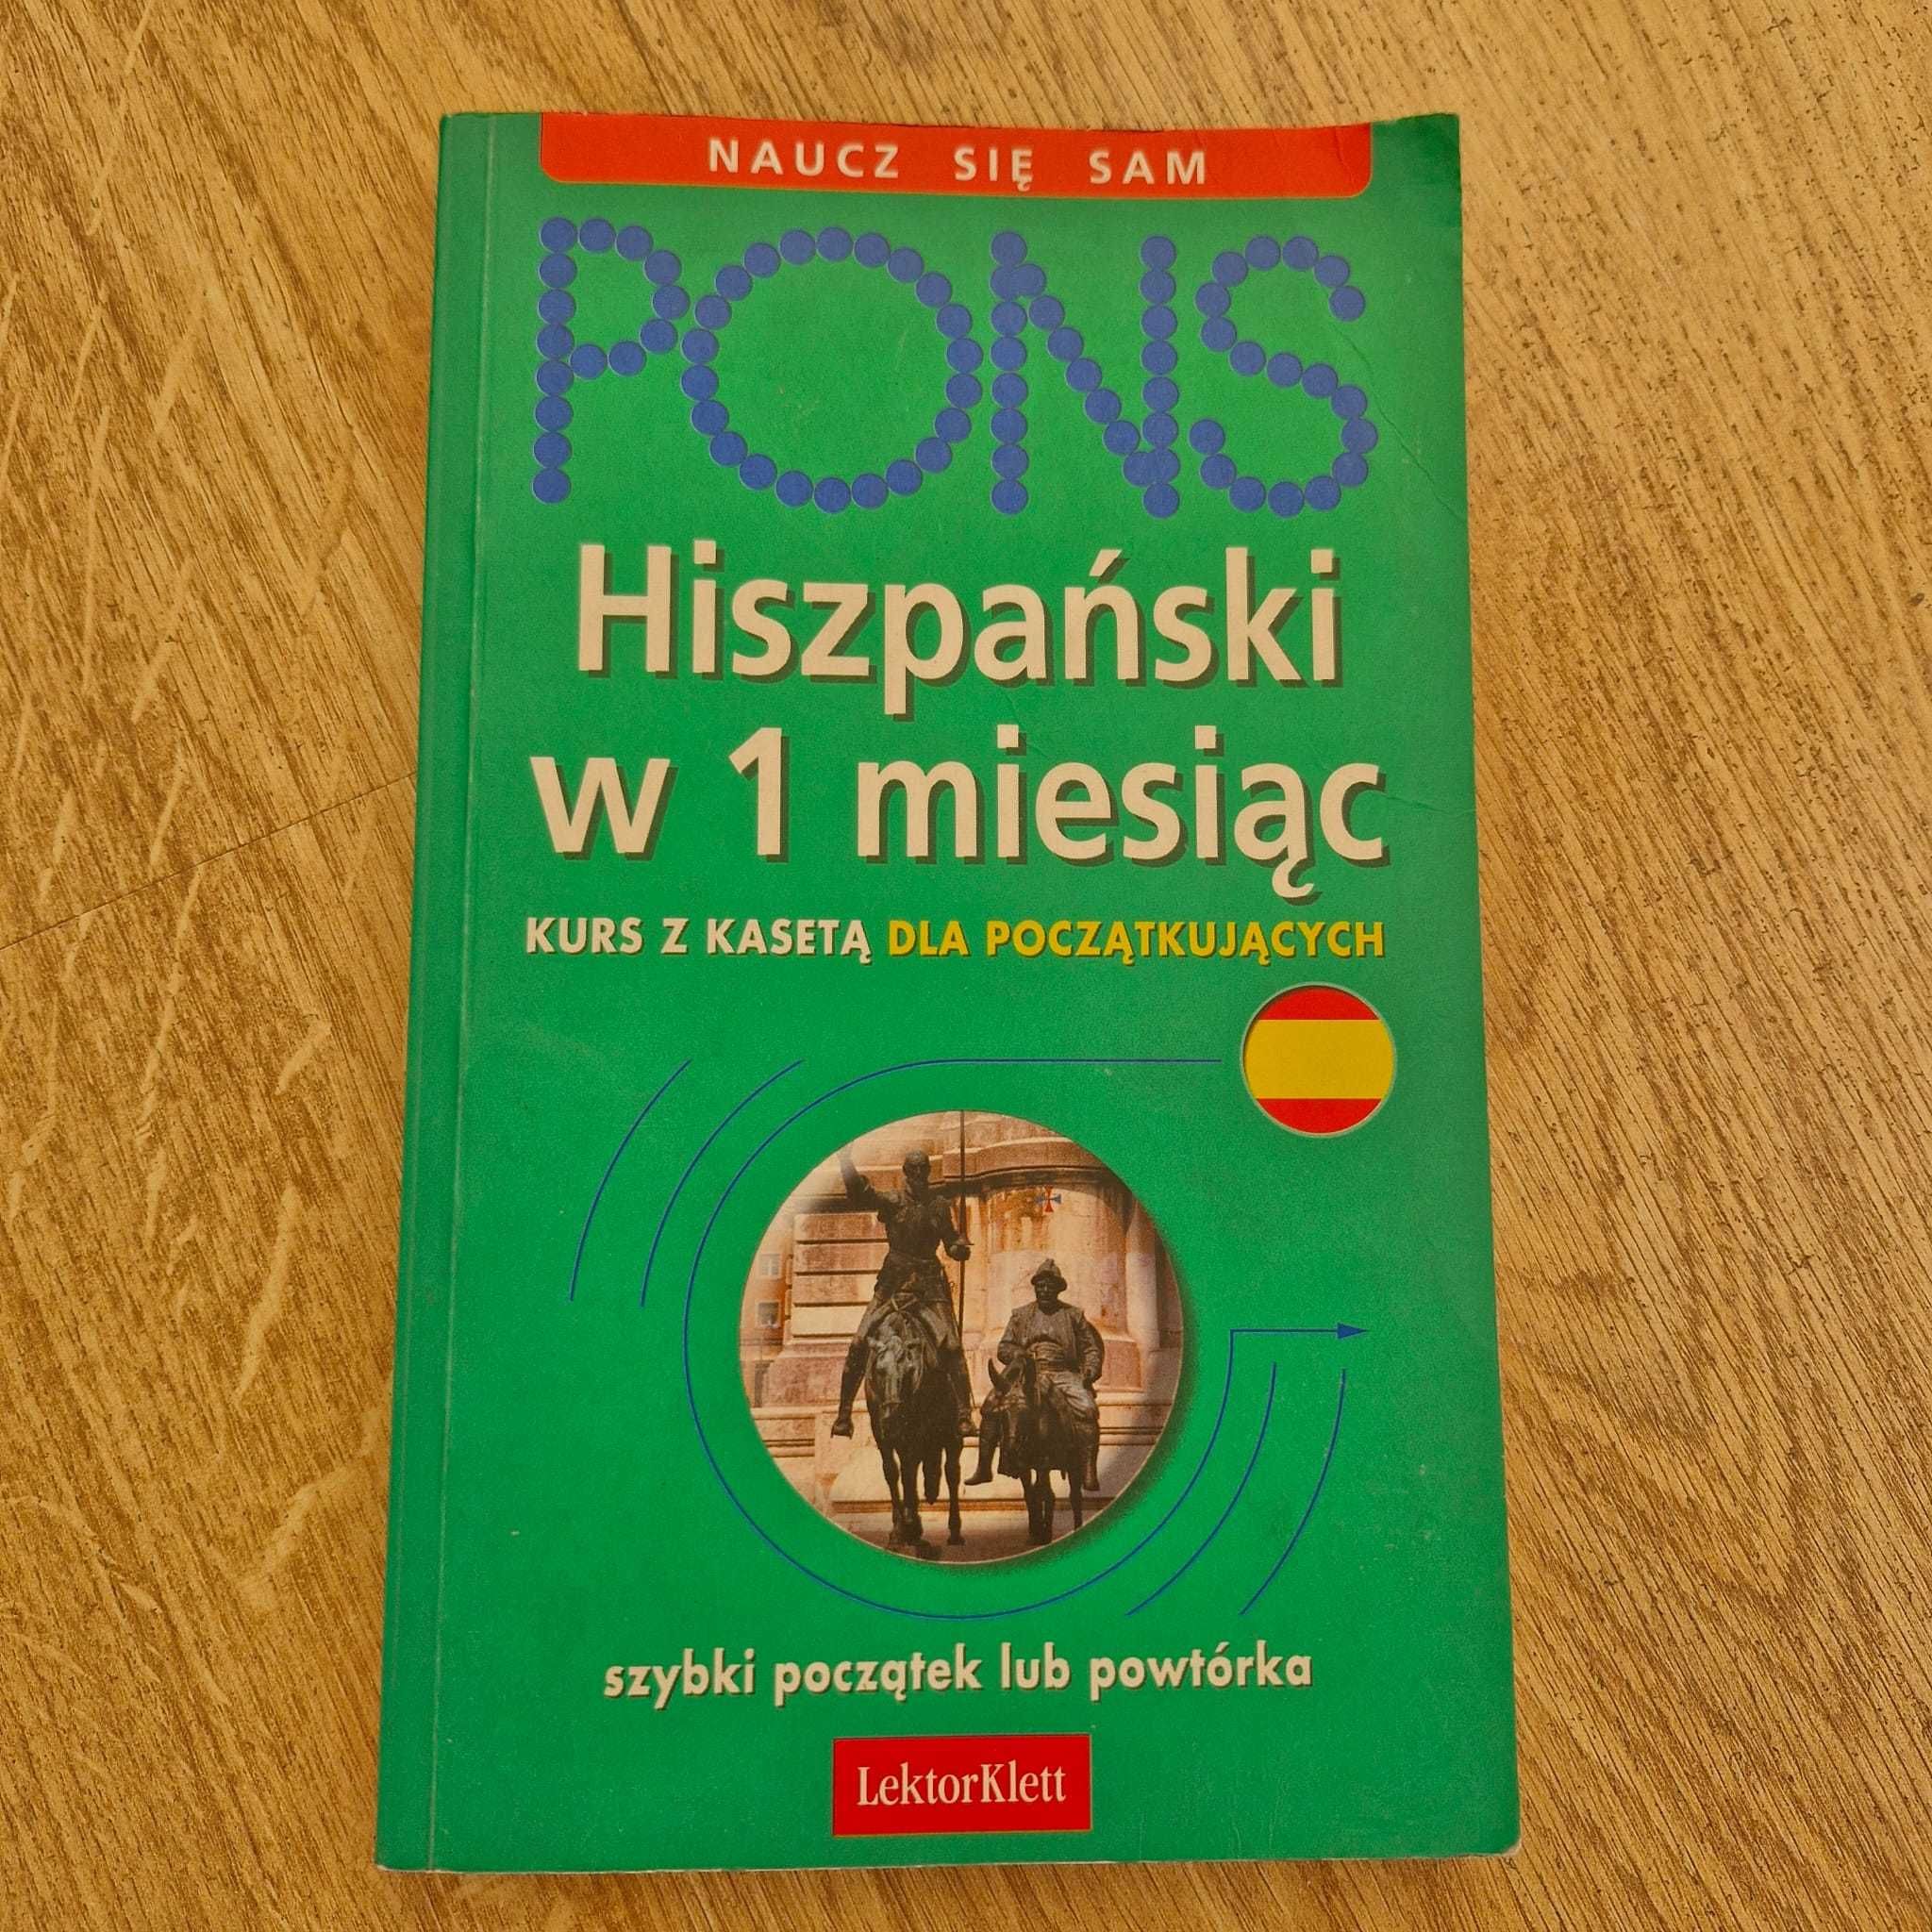 NAUCZ SIĘ SAM
PONS
Hiszpański
w 1 miesiąc
KURS Z KASETĄ DLA POCZĄTKUJĄCYCH
szybki początek lub powtórka
LektorKlett